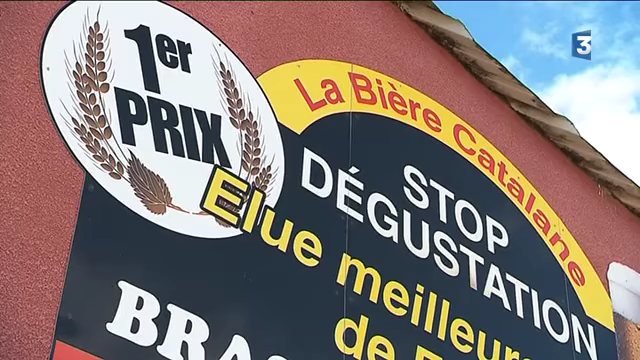 3
1er
PRIX
La Bière Catalane
STOP
DÉGUSTATION
Elue meilleure
de